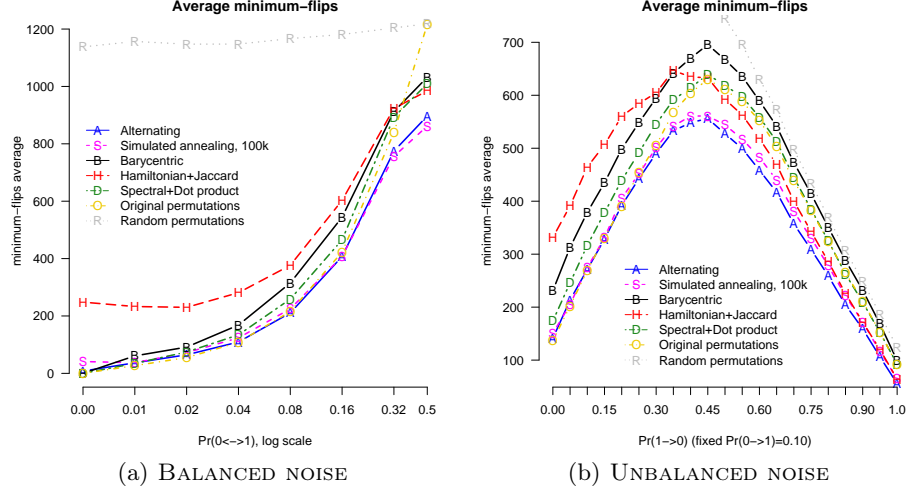 Average minimum−flips
minimum−flips average
1200
1000
800
600
400
200
0
A Alternating
S Simulated annealing, 100k
B Barycentric
H Hamiltonian+Jaccard
D Spectral+Dot product
O Original permutations
R Random permutations
0.00 0.01 0.02 0.04 0.08 0.16 0.32 0.5
Pr(0<−>1), log scale
(a) BALANCED NOISE
Average minimum−flips
minimum−flips average
700
600
500
400
300
200
100
A Alternating
S Simulated annealing, 100k
B Barycentric
H Hamiltonian+Jaccard
D Spectral+Dot product
O Original permutations
R Random permutations
0.00 0.15 0.30 0.45 0.60 0.75 0.90 1.0
Pr(1−>0) (fixed Pr(0−>1)=0.10)
(b) UNBALANCED NOISE